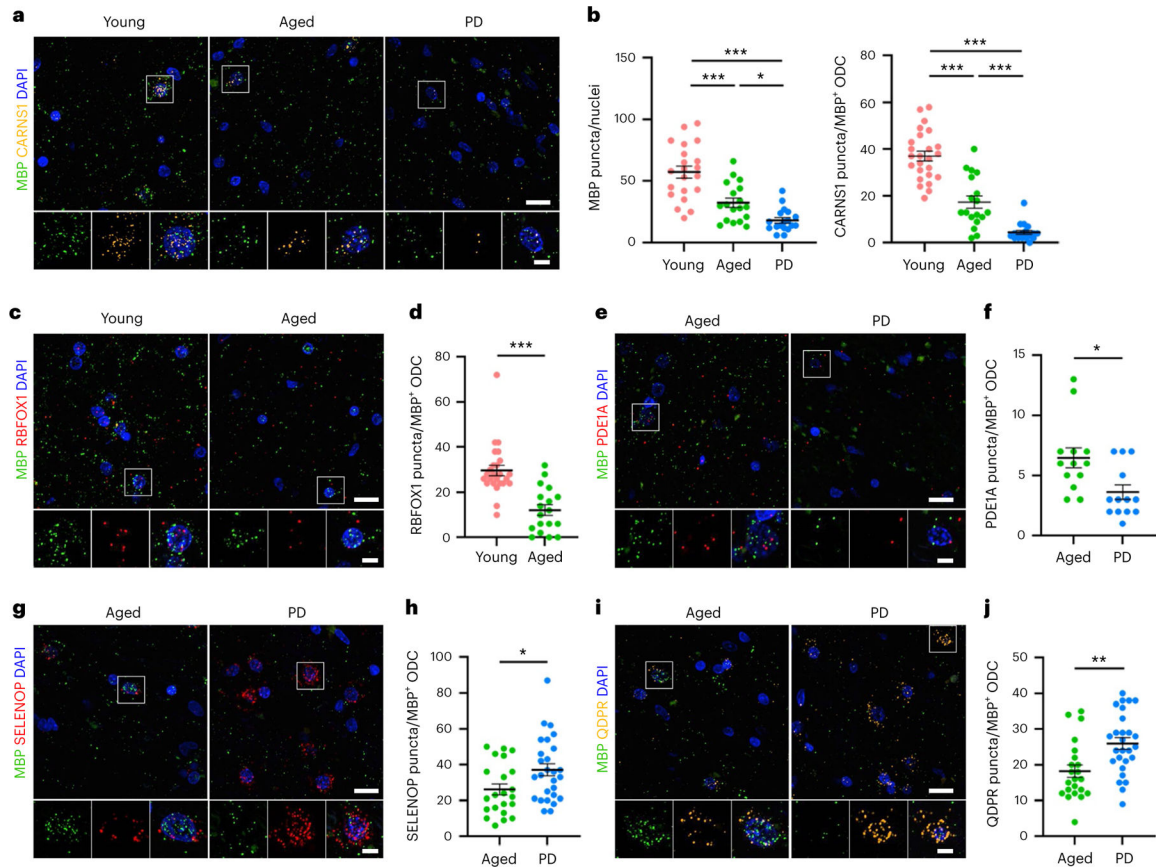 a
Young Aged PD
MBP CARNS1 DAPI
b
MBP puncta/nuclei
150
100
50
0
***
*** *
Young Aged PD
CARNS1 puncta/MBP+ ODC
80
60
40
20
0
***
*** ***
Young Aged PD
c
Young Aged
MBP RBFOX1 DAPI
d
RBFOX1 puncta/MBP+ ODC
80
60
40
20
0
***
Young Aged
e
Aged PD
MBP PDE1A DAPI
f
PDE1A puncta/MBP+ ODC
15
10
5
0
*
Aged PD
g
Aged PD
MBP SELENOP DAPI
h
SELENOP puncta/MBP+ ODC
100
80
60
40
20
0
*
Aged PD
i
Aged PD
MBP QDPR DAPI
j
QDPR puncta/MBP+ ODC
50
40
30
20
10
0
**
Aged PD